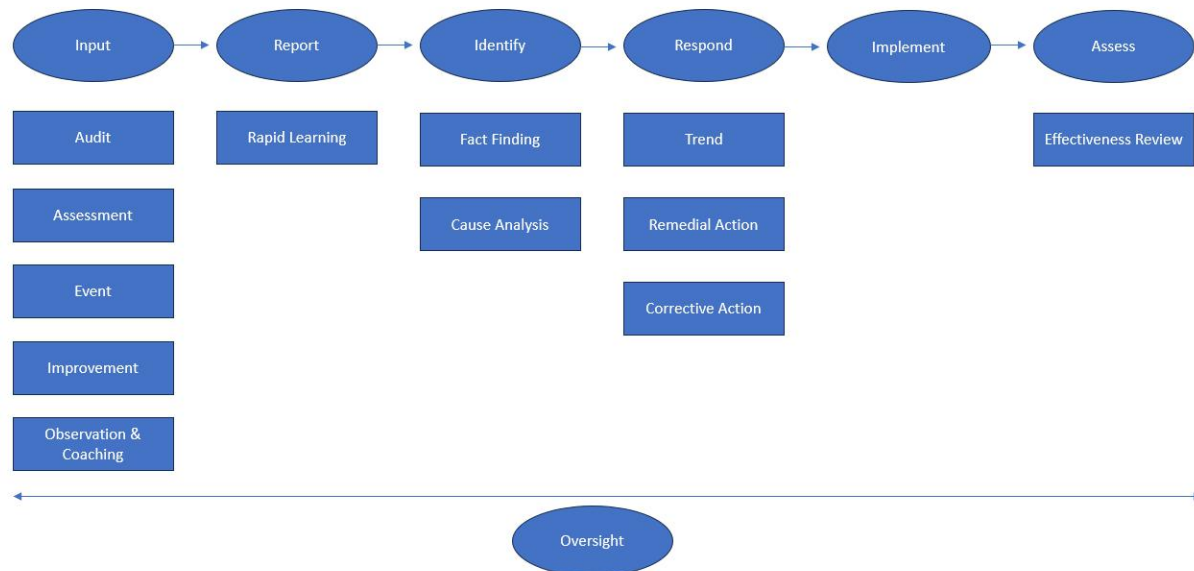 Input
Report
Identify
Respond
Implement
Assess
Audit
Rapid Learning
Fact Finding
Trend
Effectiveness Review
Assessment
Cause Analysis
Remedial Action
Event
Corrective Action
Improvement
Observation &
Coaching
Oversight